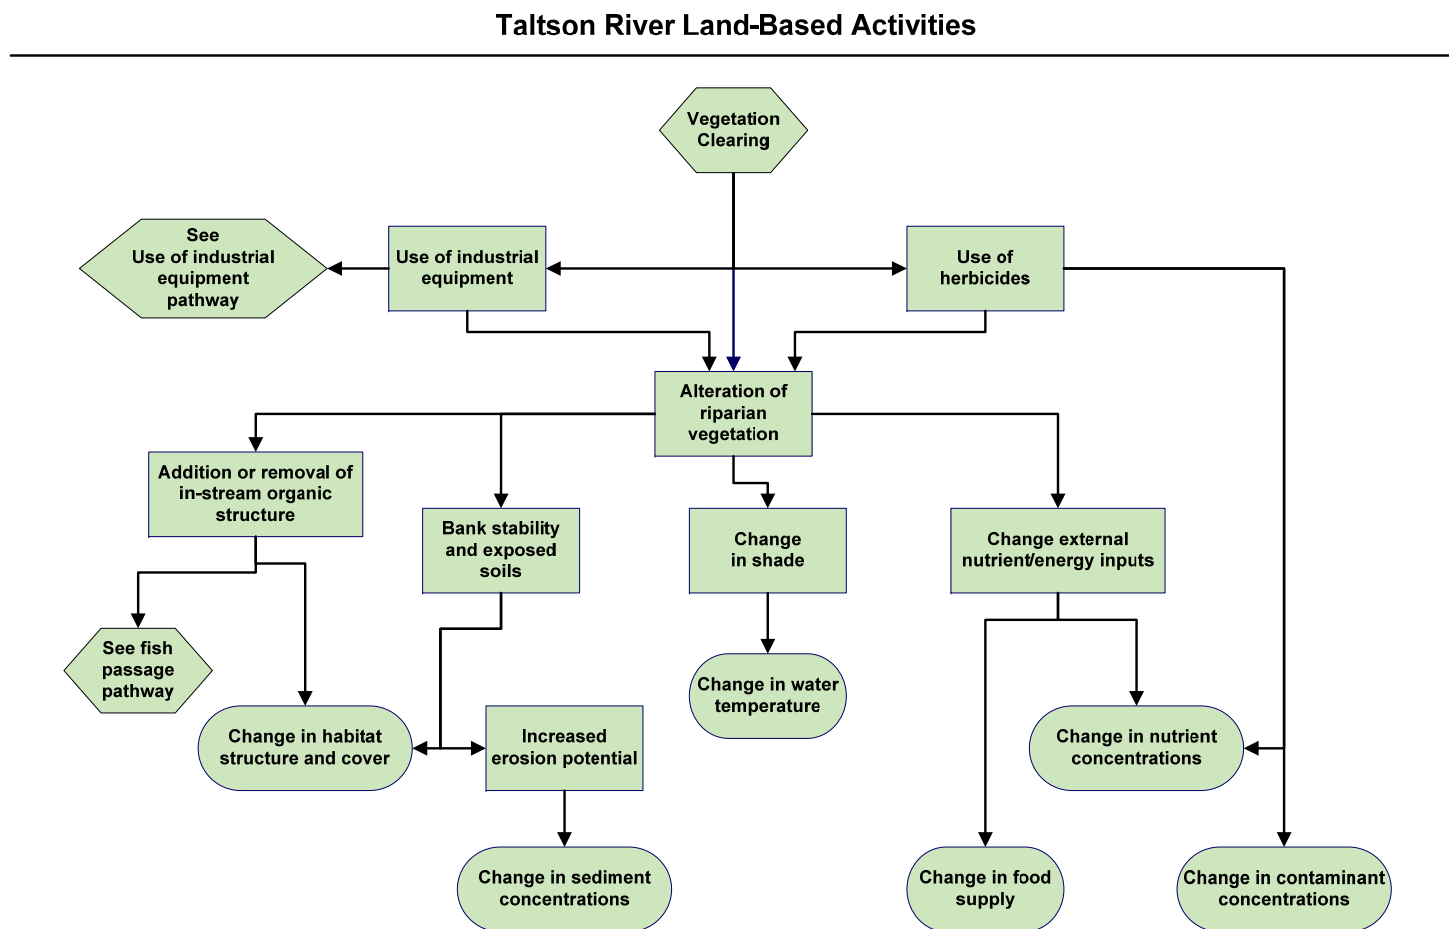 Taltson River Land-Based Activities
Vegetation
Clearing
See
Use of industrial
equipment
pathway
Use of industrial
equipment
Use of
herbicides
Alteration of
riparian
vegetation
Addition or removal of
in-stream organic
structure
Bank stability
and exposed
soils
Change
in shade
Change external
nutrient/energy inputs
See fish
passage
pathway
Change in water
temperature
Change in habitat
structure and cover
Increased
erosion potential
Change in nutrient
concentrations
Change in sediment
concentrations
Change in food
supply
Change in contaminant
concentrations